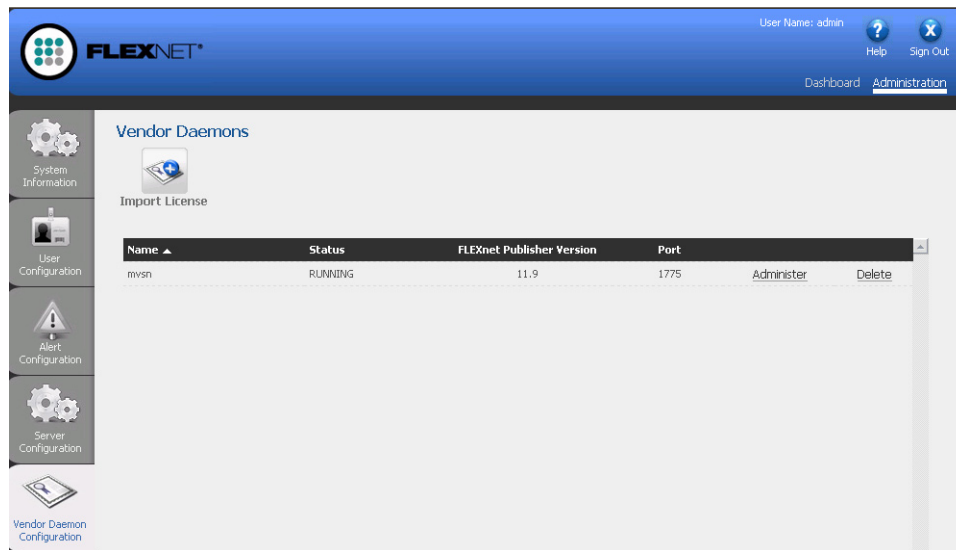 User Name: admin
FLEXNET
Help
Sign Out
Dashboard
Administration
System
Information
User
Configuration
Alert
Configuration
Server
Configuration
Vendor Daemon
Configuration
Vendor Daemons
Import License
Name Status FLEXnet Publisher Version Port
mvsn RUNNING 11.9 1775 Administer Delete